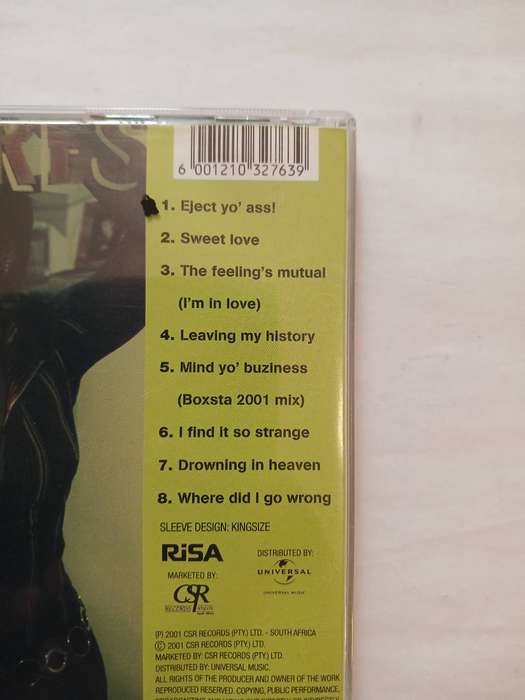 6 001210 327639
1. Eject yo' ass!
2. Sweet love
3. The feeling's mutual
(I'm in love)
4. Leaving my history
5. Mind yo' buziness
(Boxsta 2001 mix)
6. I find it so strange
7. Drowning in heaven
8. Where did I go wrong
SLEEVE DESIGN: KINGSIZE
RiSA
DISTRIBUTED BY:
UNIVERSAL
UNIVERSAL MUSIC
MARKETED BY:
CSR
RECORDS
(P) 2001 CSR RECORDS (PTY) LTD. - SOUTH AFRICA
© 2001 CSR RECORDS (PTY) LTD.
MARKETED BY: CSR RECORDS (PTY) LTD.
DISTRIBUTED BY: UNIVERSAL MUSIC.
ALL RIGHTS OF THE PRODUCER AND OWNER OF THE WORK
REPRODUCED RESERVED. COPYING, PUBLIC PERFORMANCE,